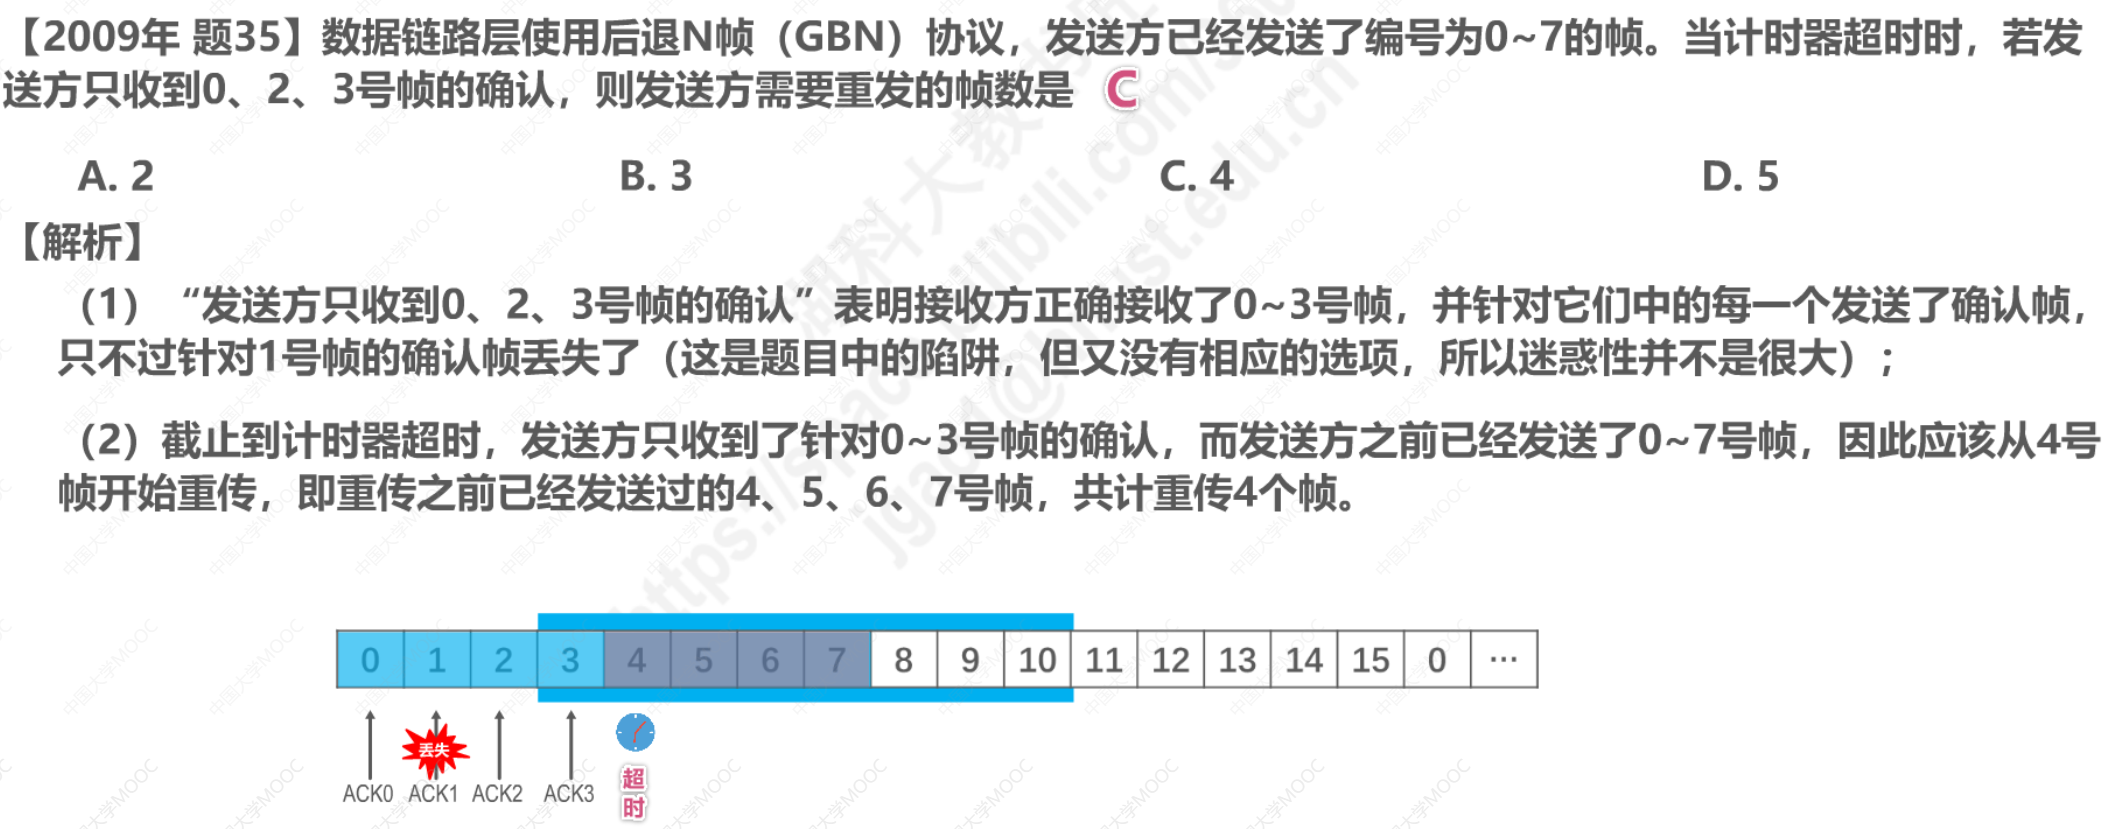 【2009年 题35】数据链路层使用后退N帧（GBN）协议，发送方已经发送了编号为0~7的帧。当计时器超时时，若发
送方只收到0、2、3号帧的确认，则发送方需要重发的帧数是 C
A. 2 B. 3 C. 4 D. 5
【解析】
（1）“发送方只收到0、2、3号帧的确认”表明接收方正确接收了0~3号帧，并针对它们中的每一个发送了确认帧，
只不过针对1号帧的确认帧丢失了（这是题目中的陷阱，但又没有相应的选项，所以迷惑性并不是很大）；
（2）截止到计时器超时，发送方只收到了针对0~3号帧的确认，而发送方之前已经发送了0~7号帧，因此应该从4号
帧开始重传，即重传之前已经发送过的4、5、6、7号帧，共计重传4个帧。
0 1 2 3 4 5 6 7 8 9 10 11 12 13 14 15 0 ···
丢失
ACK0 ACK1 ACK2 ACK3
超
时
中国大学MOOC